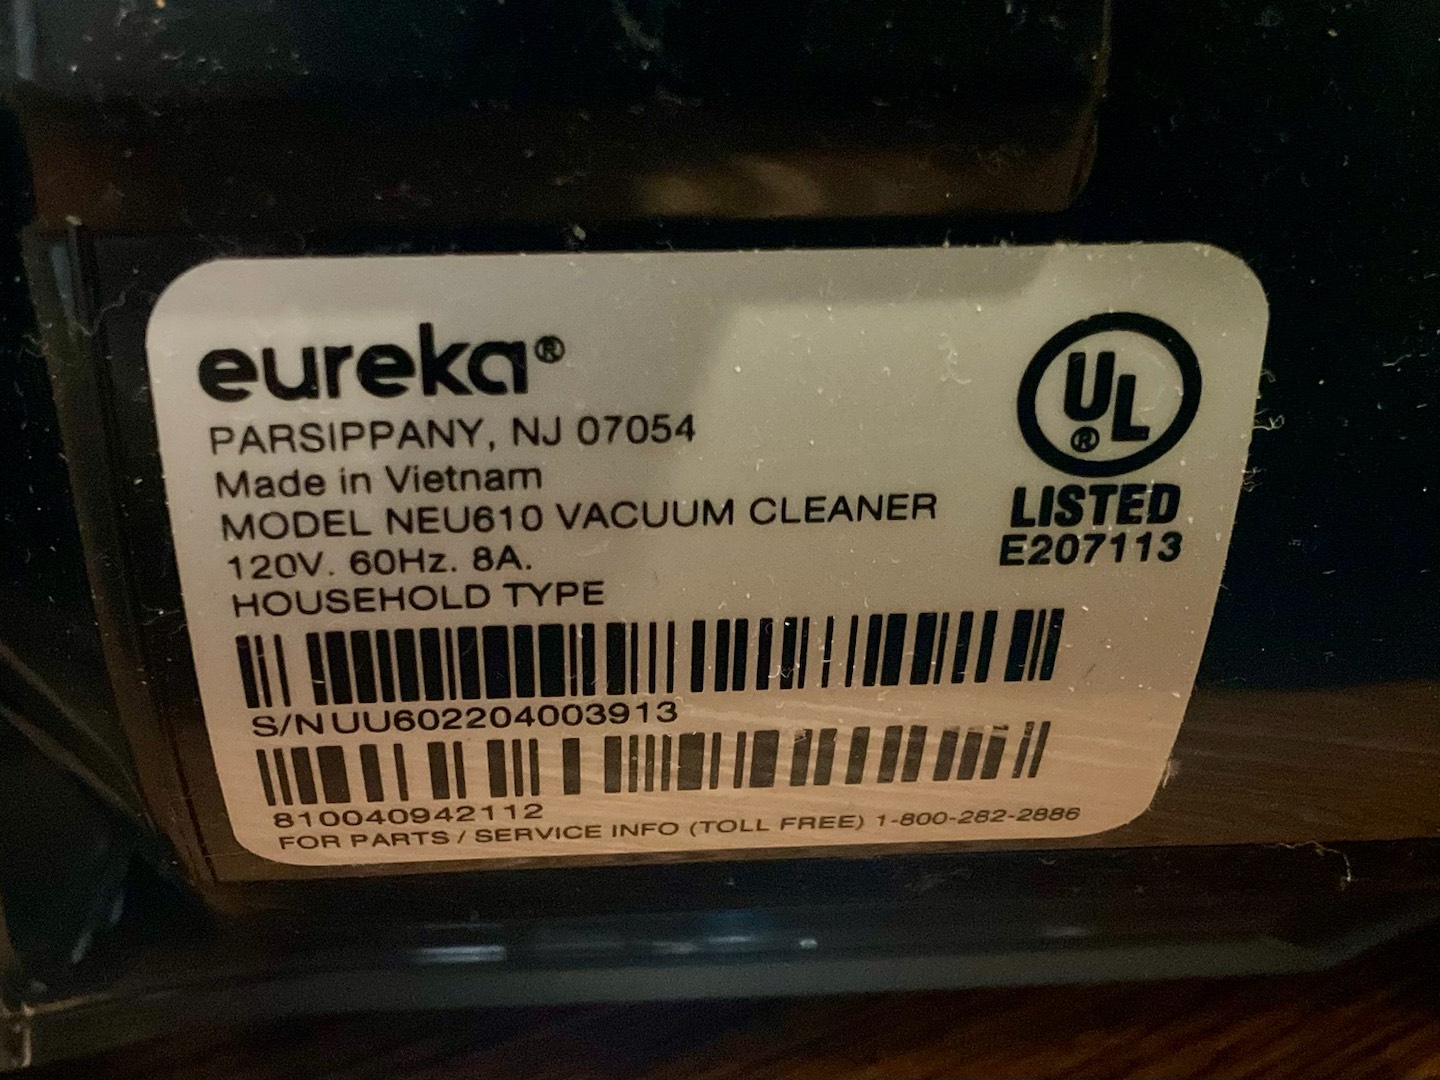 eureka®
PARSIPPANY, NJ 07054
Made in Vietnam
MODEL NEU610 VACUUM CLEANER
120V. 60Hz. 8A.
HOUSEHOLD TYPE
UL®
LISTED
E207113
S/N UU602204003913
810040942112
FOR PARTS / SERVICE INFO (TOLL FREE) 1-800-282-2886